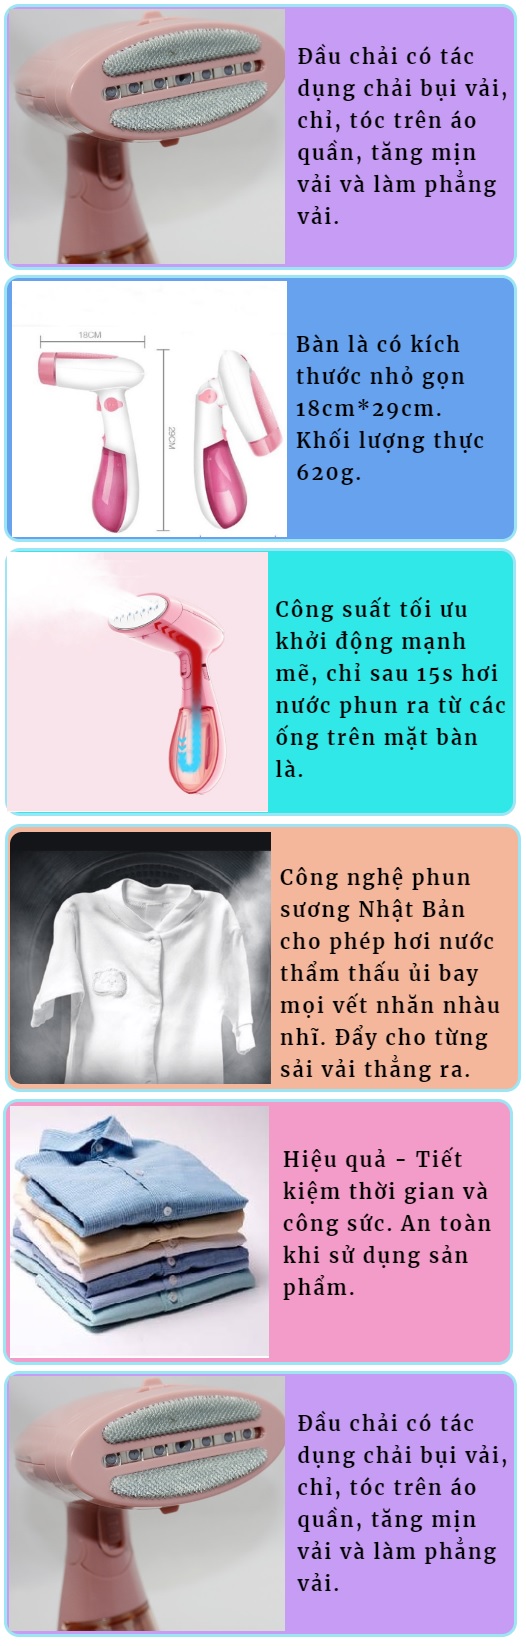 Đầu chải có tác
dụng chải bụi vải,
chỉ, tóc trên áo
quần, tăng mịn
vải và làm phẳng
vải.
18CM
29CM
Bàn là có kích
thước nhỏ gọn
18cm*29cm.
Khối lượng thực
620g.
Công suất tối ưu
khởi động mạnh
mẽ, chỉ sau 15s hơi
nước phun ra từ các
ống trên mặt bàn
là.
Công nghệ phun
sương Nhật Bản
cho phép hơi nước
thẩm thấu ủi bay
mọi vết nhăn nhàu
nhĩ. Đẩy cho từng
sải vải thẳng ra.
Hiệu quả - Tiết
kiệm thời gian và
công sức. An toàn
khi sử dụng sản
phẩm.
Đầu chải có tác
dụng chải bụi vải,
chỉ, tóc trên áo
quần, tăng mịn
vải và làm phẳng
vải.